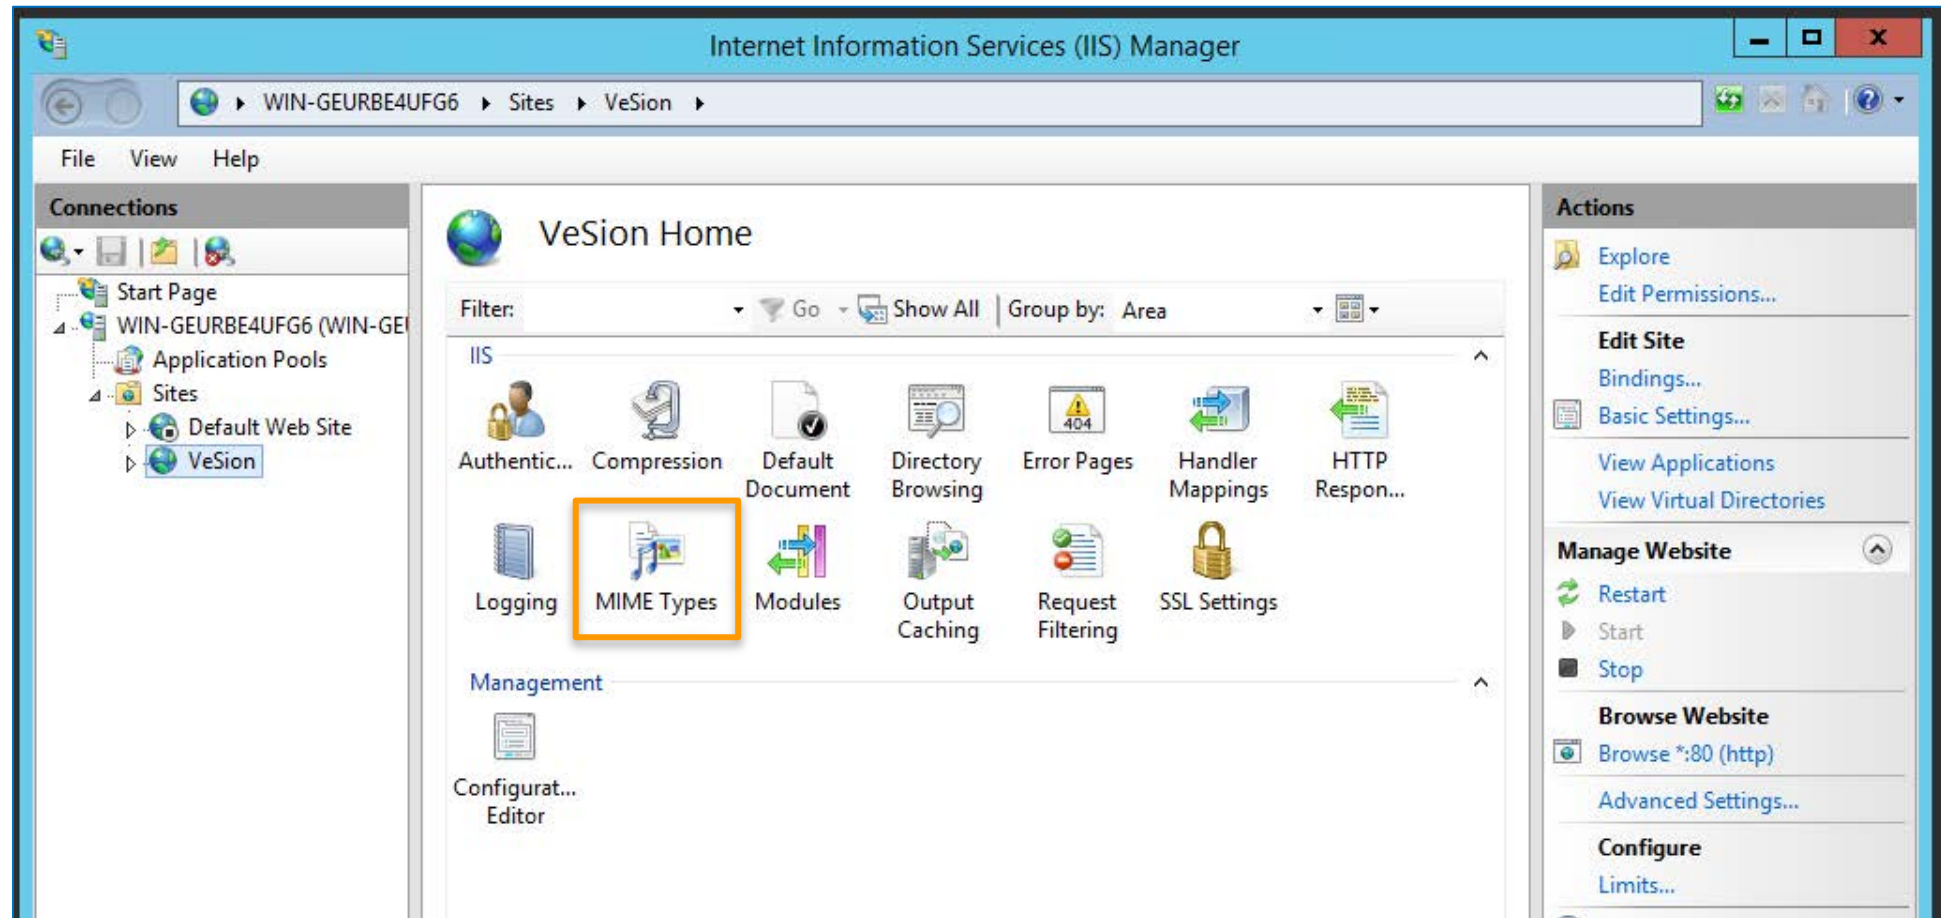 Internet Information Services (IIS) Manager
x
WIN-GEURBE4UFG6 Sites VeSion
File View Help
Connections
Start Page
WIN-GEURBE4UFG6 (WIN-GE
Application Pools
Sites
Default Web Site
VeSion
VeSion Home
Filter: Go Show All Group by: Area
IIS
Authentic... Compression Default Document Directory Browsing Error Pages Handler Mappings HTTP Respon...
404
Logging MIME Types Modules Output Caching Request Filtering SSL Settings
Management
Configurat...
Editor
Actions
Explore
Edit Permissions...
Edit Site
Bindings...
Basic Settings...
View Applications
View Virtual Directories
Manage Website
Restart
Start
Stop
Browse Website
Browse *:80 (http)
Advanced Settings...
Configure
Limits...